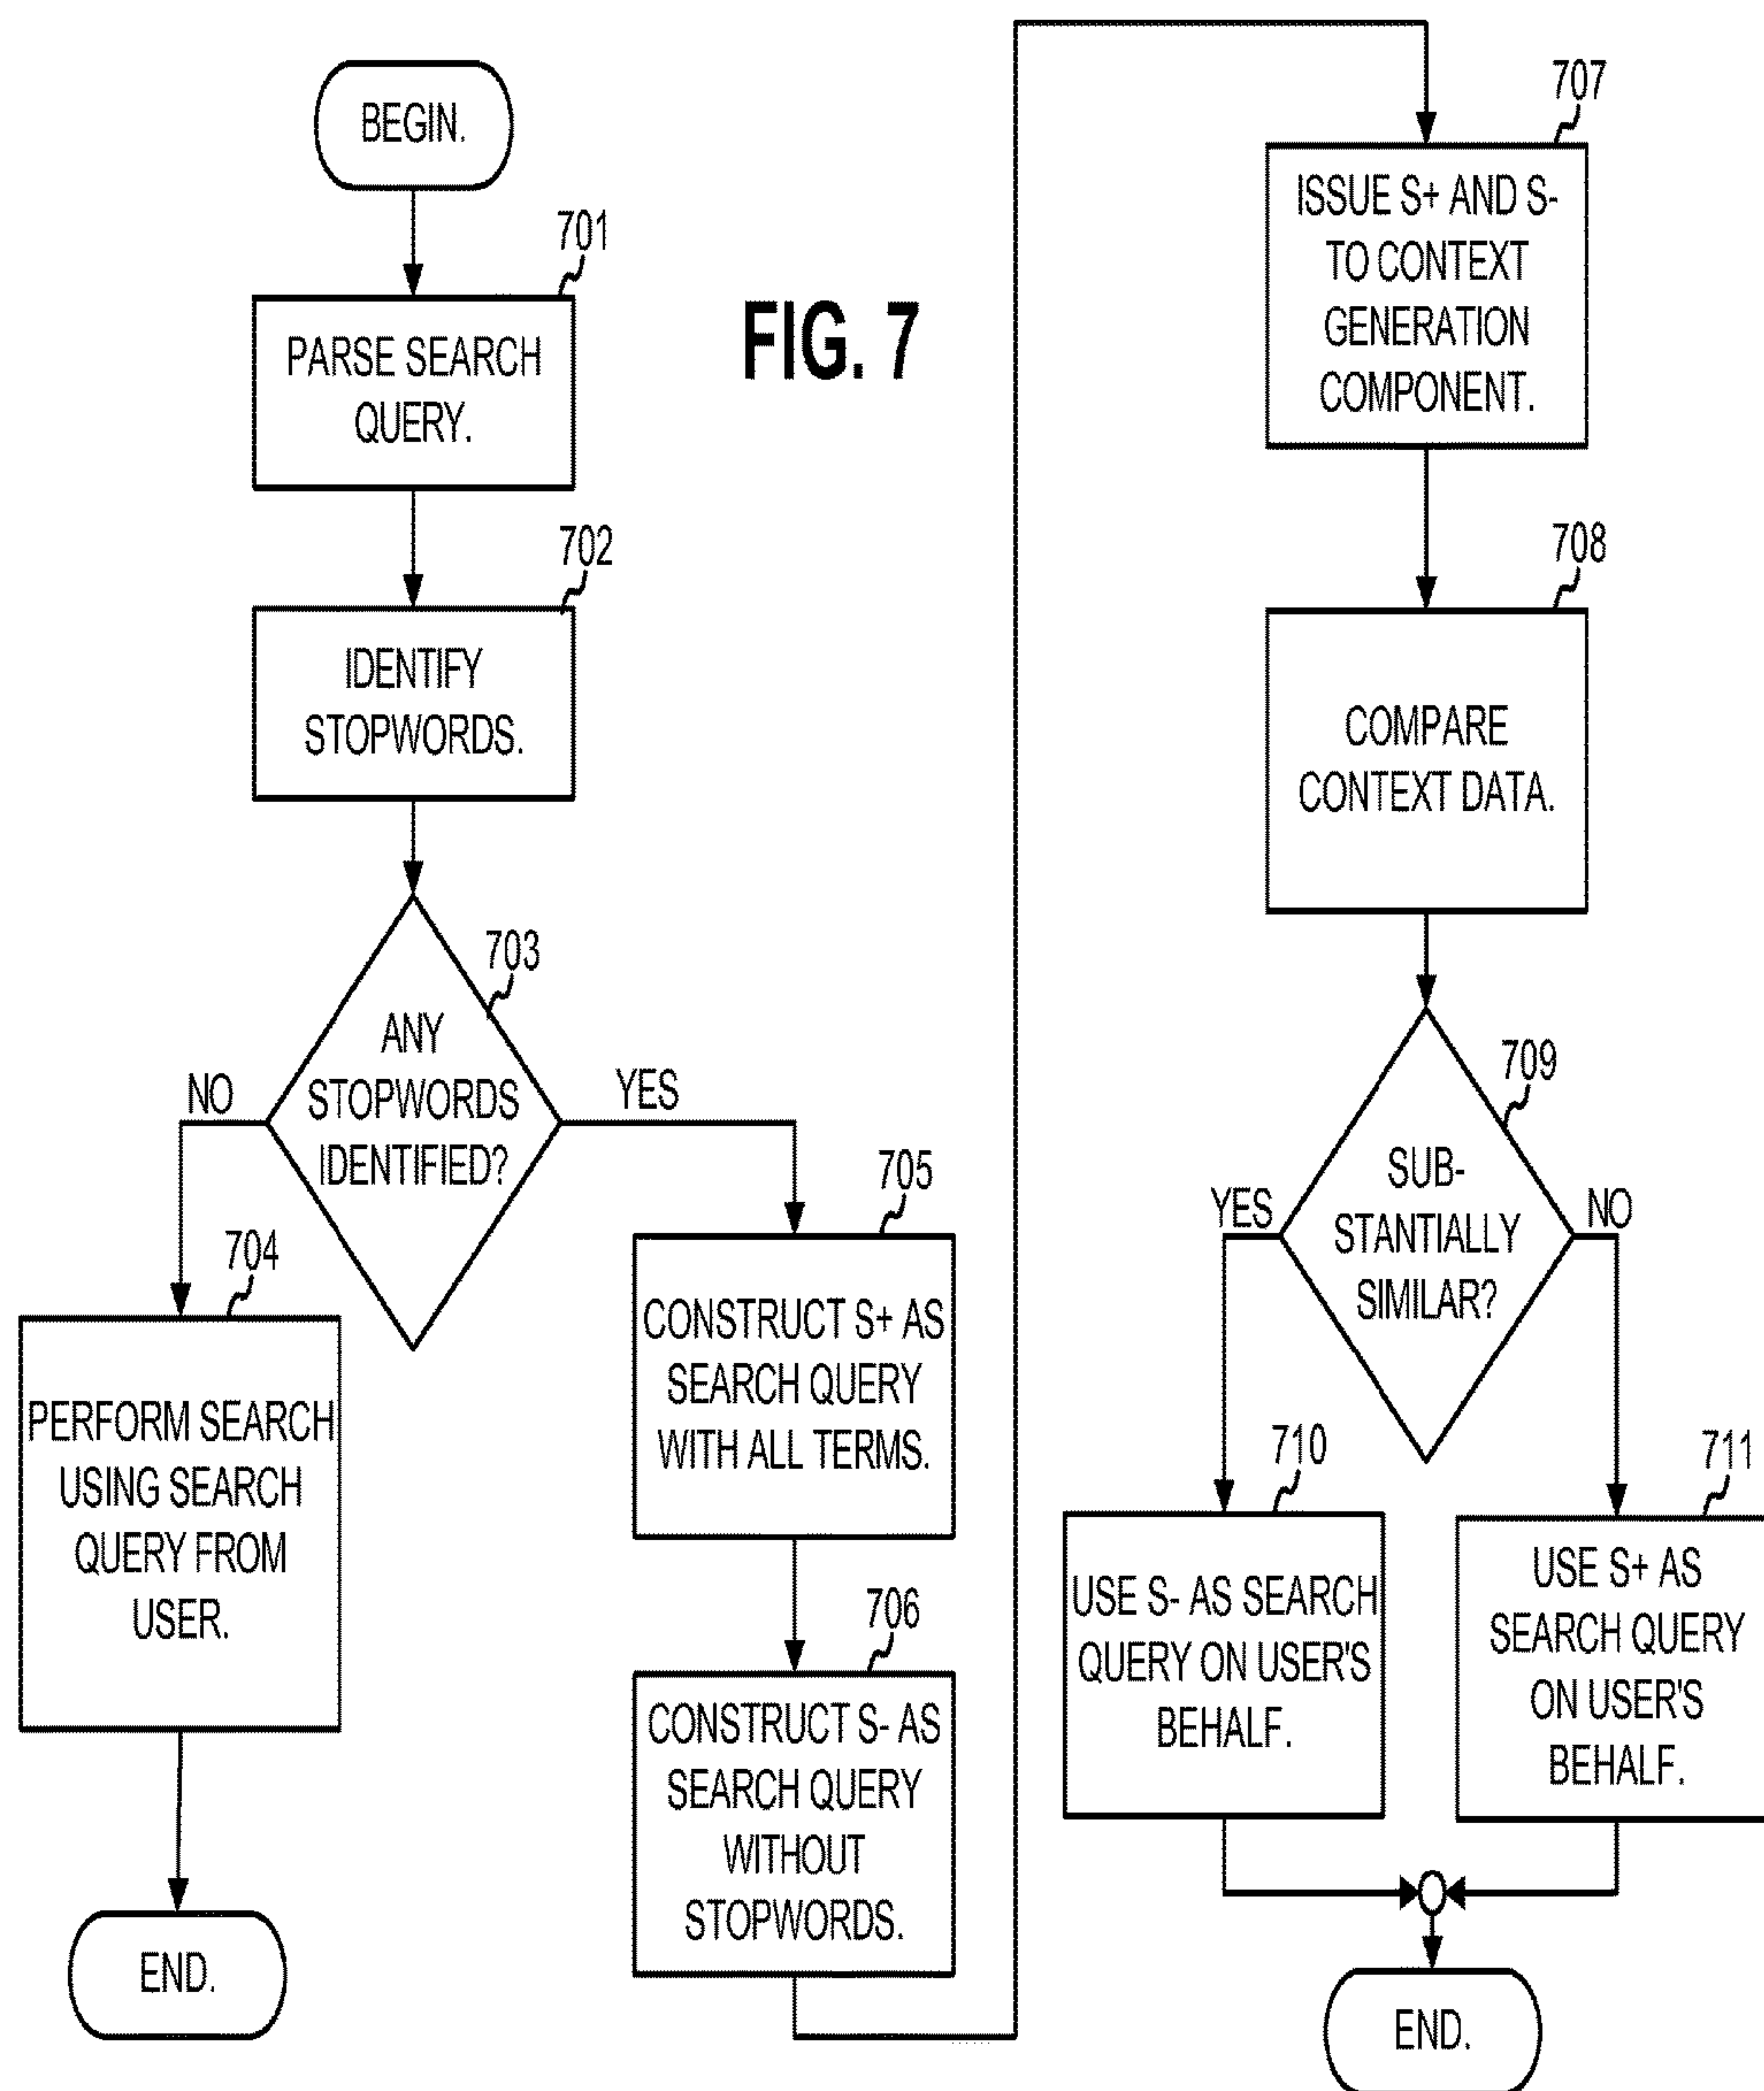 BEGIN.
701
PARSE SEARCH
QUERY.
702
IDENTIFY
STOPWORDS.
703
ANY
STOPWORDS
IDENTIFIED?
NO
YES
704
PERFORM SEARCH
USING SEARCH
QUERY FROM
USER.
END.
705
CONSTRUCT S+ AS
SEARCH QUERY
WITH ALL TERMS.
706
CONSTRUCT S- AS
SEARCH QUERY
WITHOUT
STOPWORDS.
FIG. 7
707
ISSUE S+ AND S-
TO CONTEXT
GENERATION
COMPONENT.
708
COMPARE
CONTEXT DATA.
709
SUB-
STANTIALLY
SIMILAR?
YES
NO
710
USE S- AS SEARCH
QUERY ON USER'S
BEHALF.
711
USE S+ AS
SEARCH QUERY
ON USER'S
BEHALF.
END.